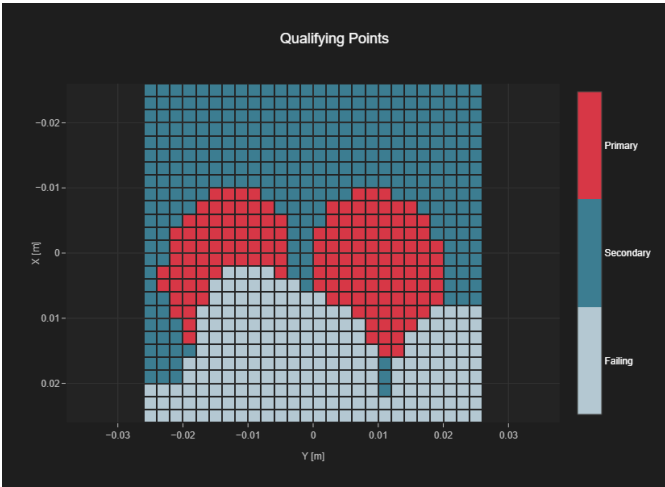 Qualifying Points
−0.02
−0.01
0
0.01
0.02
X [m]
−0.03
−0.02
−0.01
0
0.01
0.02
0.03
Y [m]
Primary
Secondary
Failing